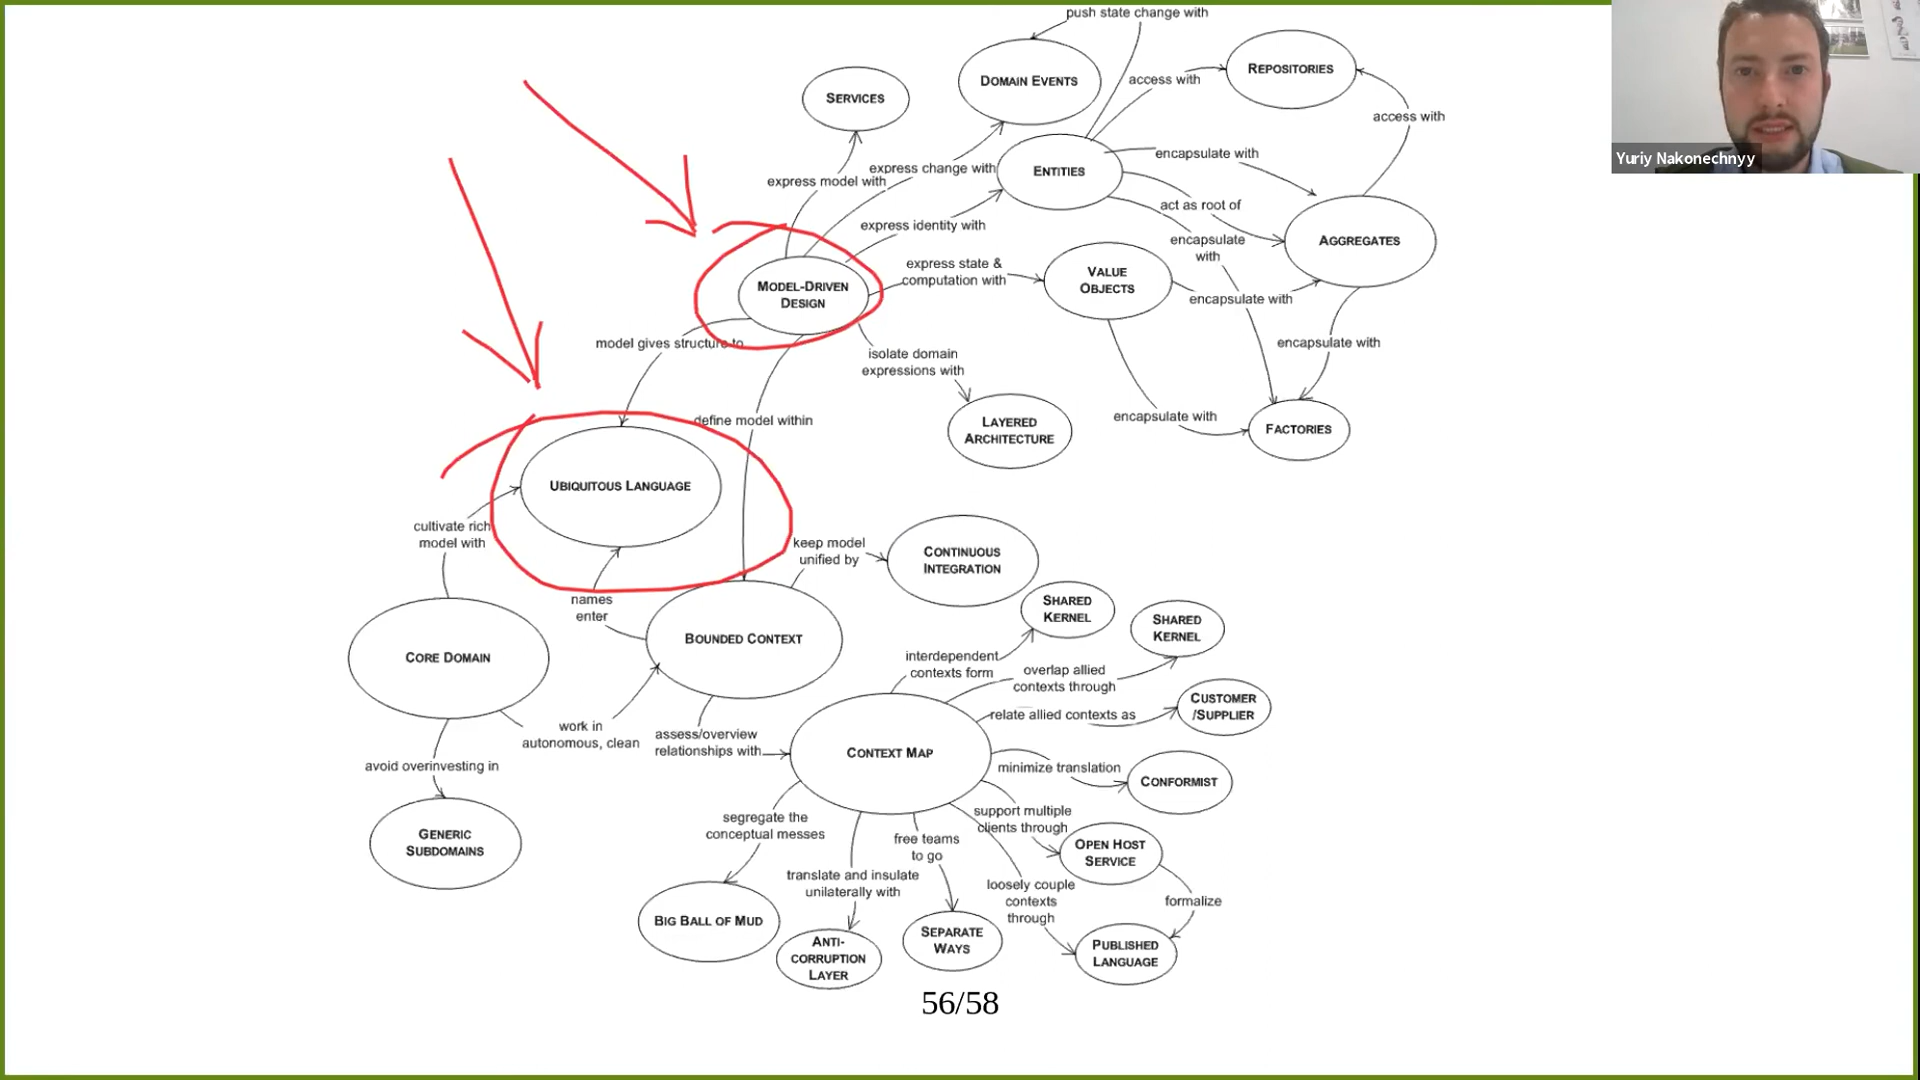 push state change with
DOMAIN EVENTS
REPOSITORIES
access with
SERVICES
access with
Yuriy Nakonechnyy
encapsulate with
express change with
ENTITIES
express model with
act as root of
express identity with
encapsulate
with
AGGREGATES
express state &
computation with
VALUE
OBJECTS
MODEL-DRIVEN
DESIGN
encapsulate with
model gives structure to
encapsulate with
isolate domain
expressions with
define model within
encapsulate with
LAYERED
ARCHITECTURE
FACTORIES
UBIQUITOUS LANGUAGE
cultivate rich
model with
keep model
unified by
CONTINUOUS
INTEGRATION
names
enter
SHARED
KERNEL
SHARED
KERNEL
BOUNDED CONTEXT
CORE DOMAIN
interdependent
contexts form
overlap allied
contexts through
CUSTOMER
/SUPPLIER
relate allied contexts as
work in
autonomous, clean
assess/overview
relationships with
CONTEXT MAP
avoid overinvesting in
minimize translation
CONFORMIST
segregate the
conceptual messes
support multiple
clients through
GENERIC
SUBDOMAINS
free teams
to go
OPEN HOST
SERVICE
translate and insulate
unilaterally with
loosely couple
contexts
through
formalize
BIG BALL OF MUD
ANTI-
CORRUPTION
LAYER
SEPARATE
WAYS
PUBLISHED
LANGUAGE
56/58